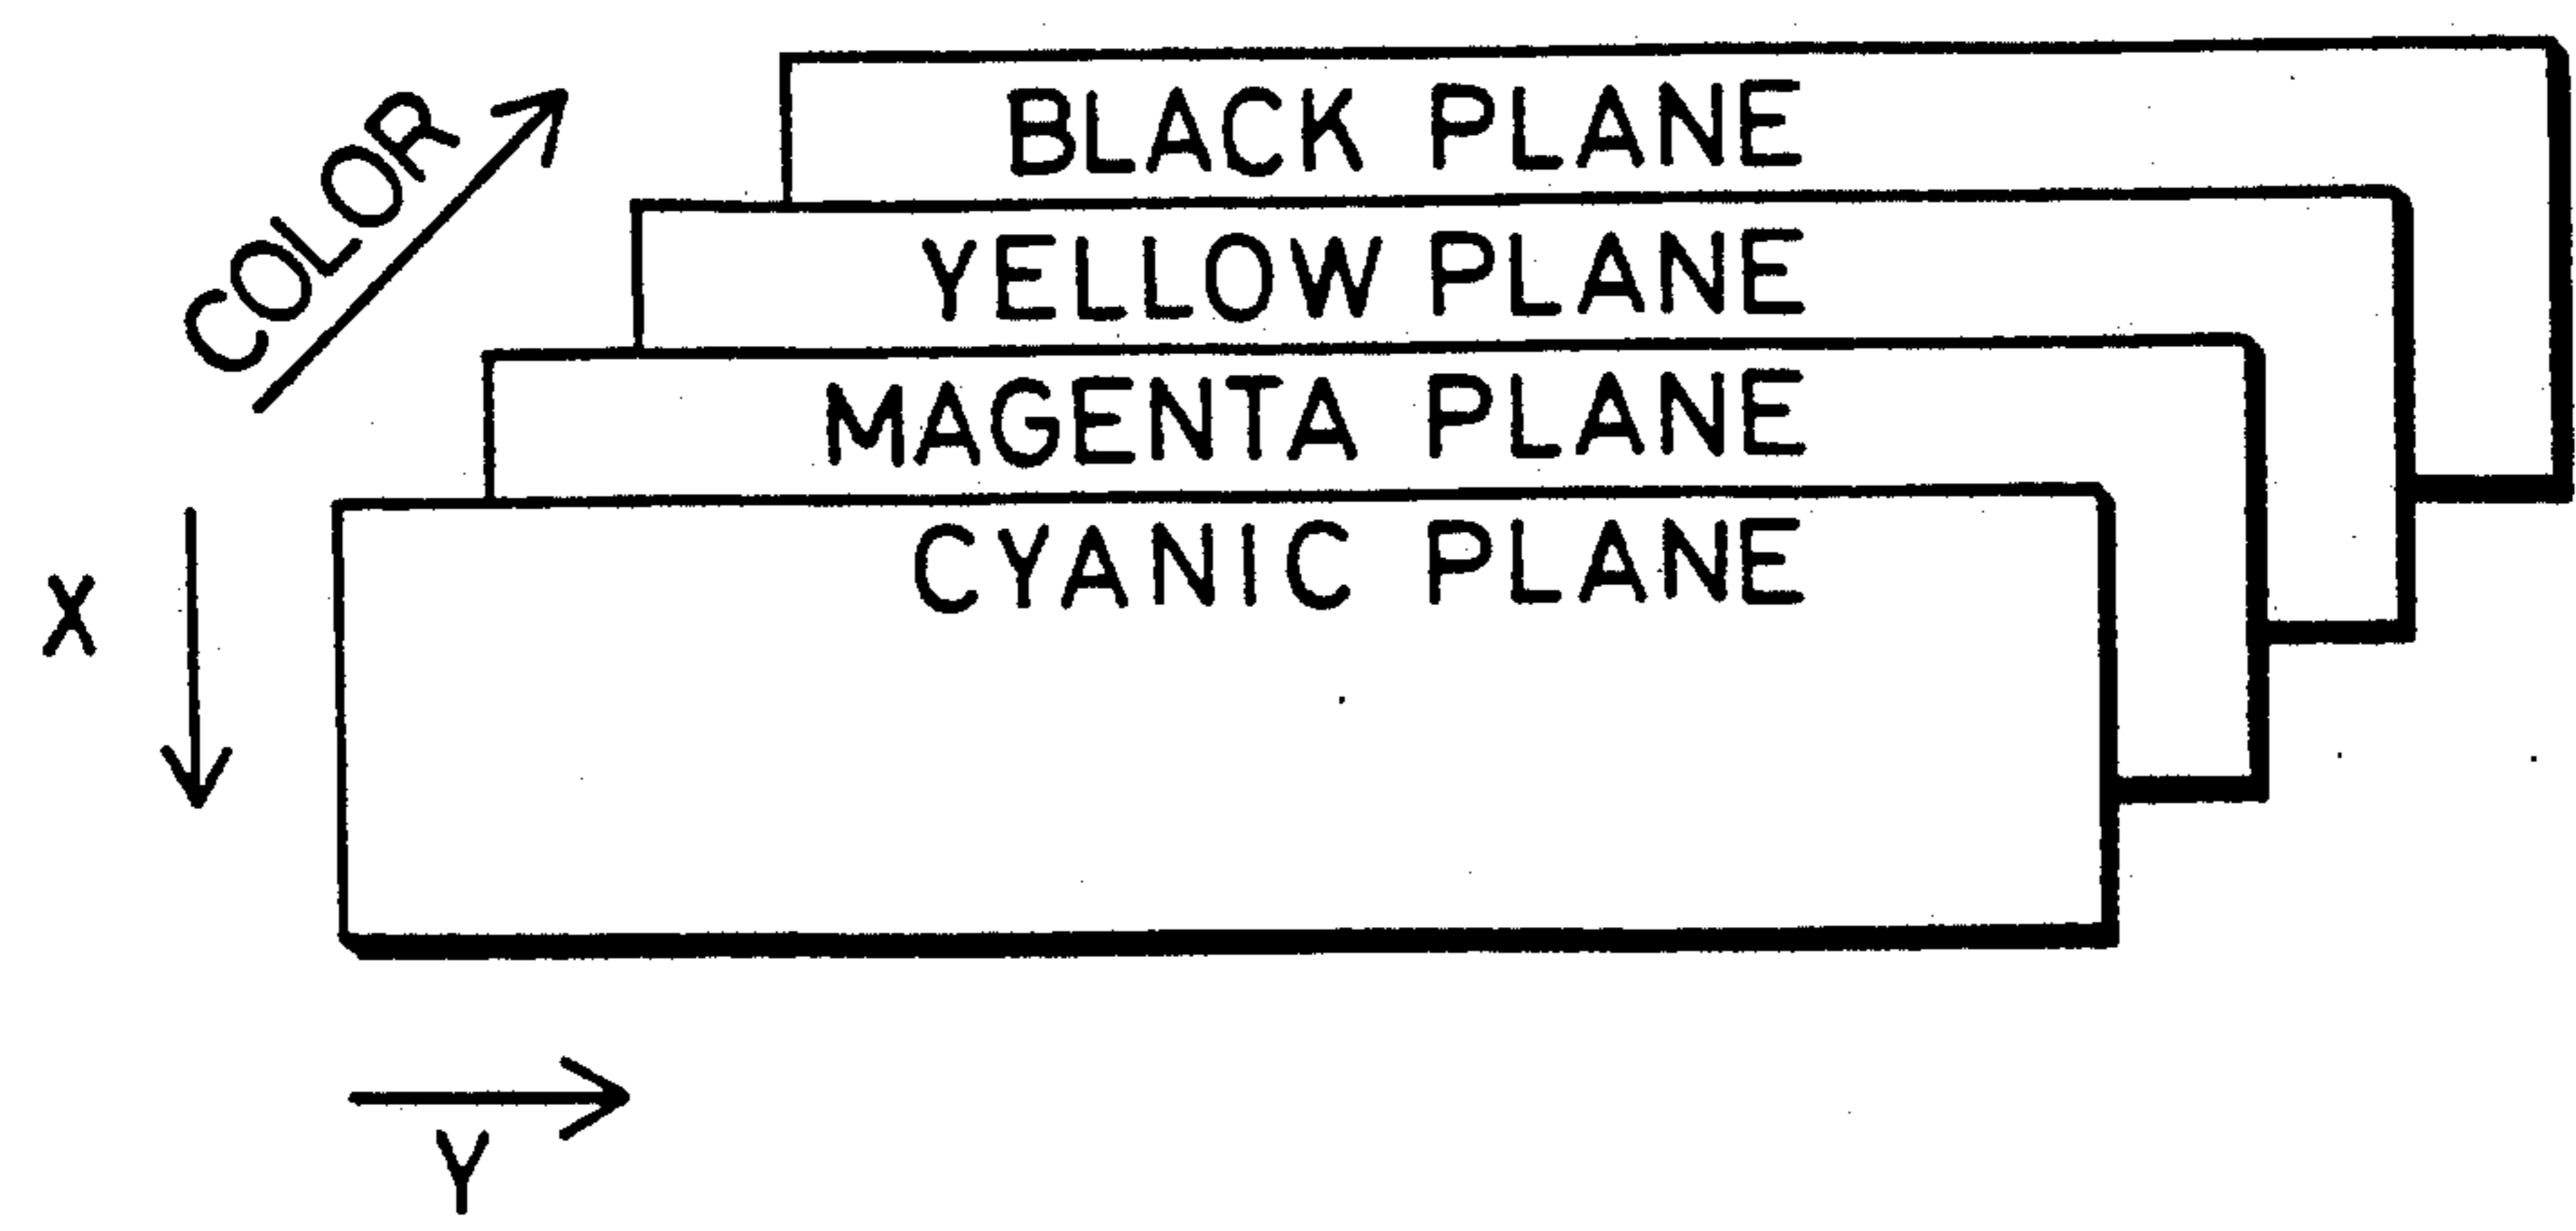 COLOR
BLACK PLANE
YELLOW PLANE
MAGENTA PLANE
CYANIC PLANE
X
Y